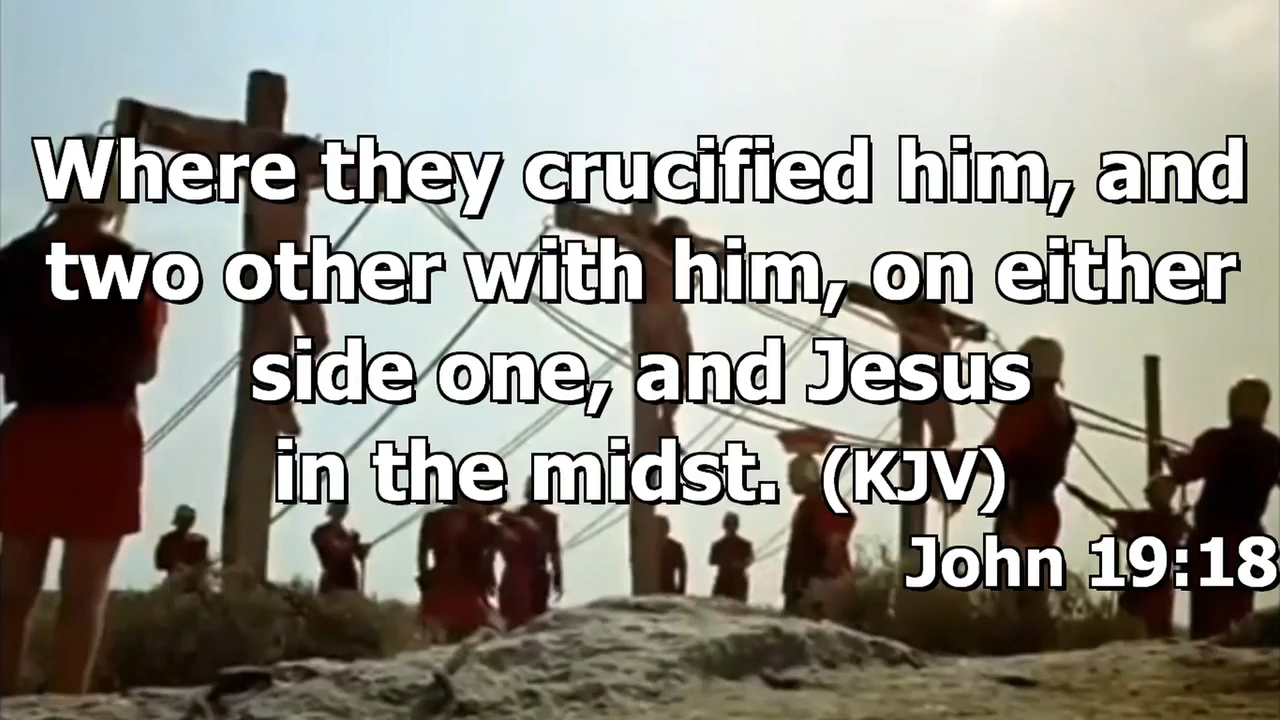 Where they crucified him, and
two other with him, on either
side one, and Jesus
in the midst. (KJV)
John 19:18